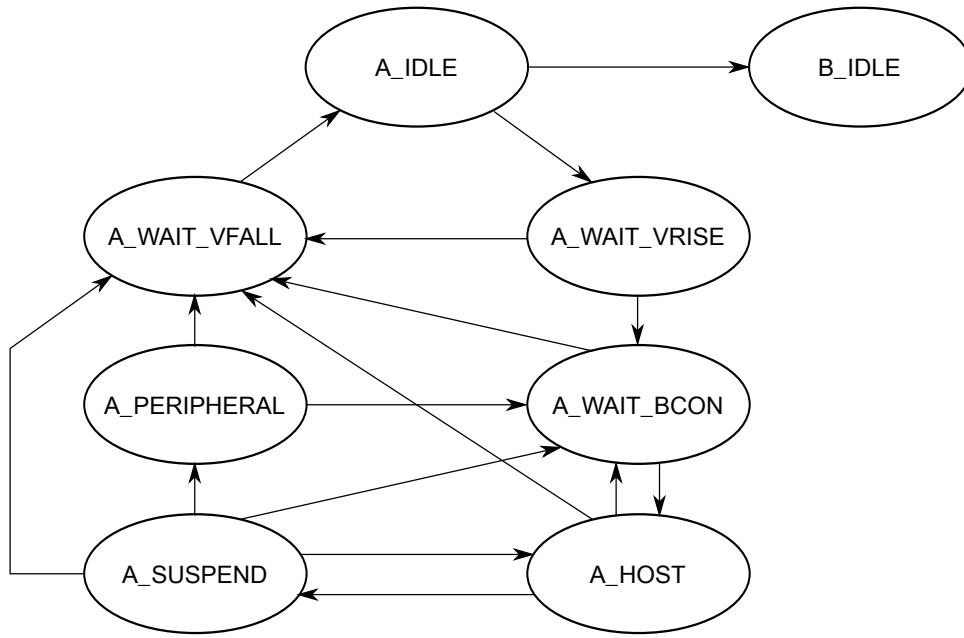 A_IDLE
B_IDLE
A_WAIT_VFALL
A_WAIT_VRISE
A_PERIPHERAL
A_WAIT_BCON
A_SUSPEND
A_HOST